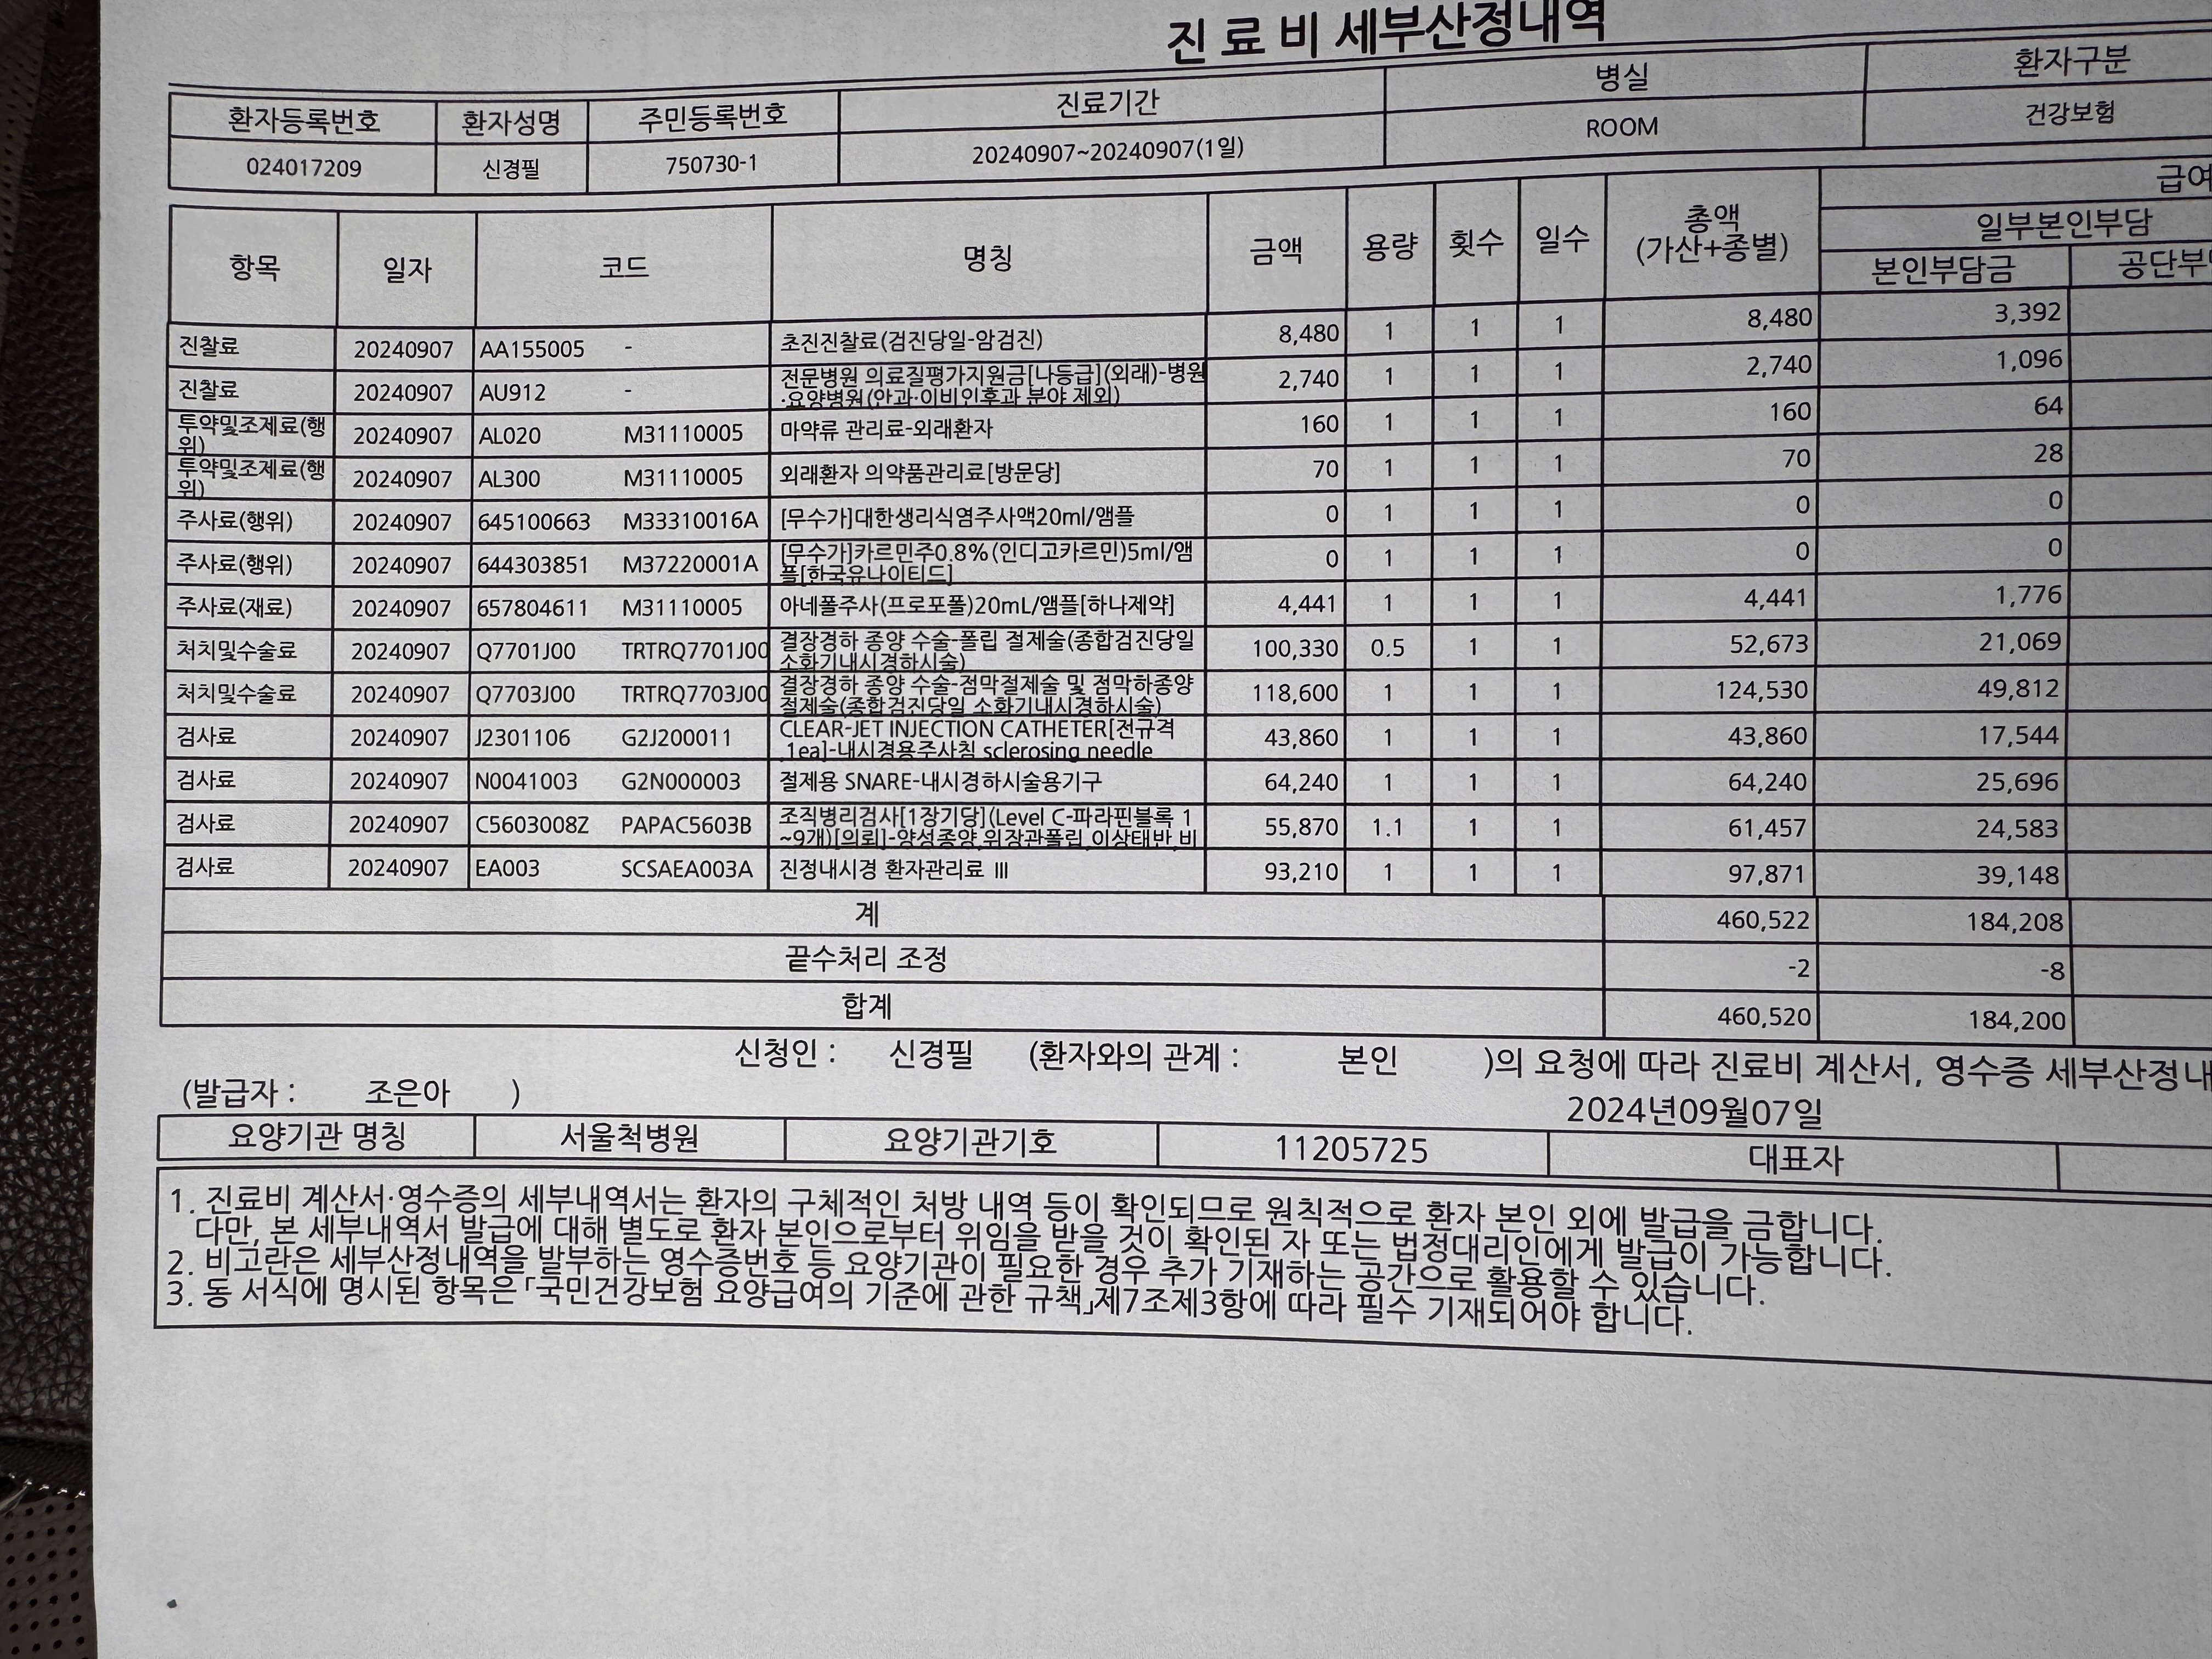 진 료 비 세부산정내역
환자등록번호 환자성명 주민등록번호 진료기간 병실 환자구분
024017209 신경필 750730-1 20240907~20240907(1일) ROOM 건강보험
항목 일자 코드 명칭 금액 용량 횟수 일수 총액 (가산+종별) 급여
일부본인부담
본인부담금 공단부
진찰료 20240907 AA155005 - 초진진찰료(검진당일-암검진) 8,480 1 1 1 8,480 3,392
진찰료 20240907 AU912 - 전문병원 의료질평가지원금[나등급](외래)-병원
·요양병원(안과·이비인후과 분야 제외) 2,740 1 1 1 2,740 1,096
투약및조제료(행위) 20240907 AL020 M31110005 마약류 관리료-외래환자 160 1 1 1 160 64
투약및조제료(행위) 20240907 AL300 M31110005 외래환자 의약품관리료[방문당] 70 1 1 1 70 28
주사료(행위) 20240907 645100663 M33310016A [무수가]대한생리식염주사액20ml/앰플 0 1 1 1 0 0
주사료(행위) 20240907 644303851 M37220001A [무수가]카르민주0.8%(인디고카르민)5ml/앰
플[한국유나이티드] 0 1 1 1 0 0
주사료(재료) 20240907 657804611 M31110005 아네폴주사(프로포폴)20mL/앰플[하나제약] 4,441 1 1 1 4,441 1,776
처치및수술료 20240907 Q7701J00 TRTRQ7701J00 결장경하 종양 수술-폴립 절제술(종합검진당일
소화기내시경하시술) 100,330 0.5 1 1 52,673 21,069
처치및수술료 20240907 Q7703J00 TRTRQ7703J00 결장경하 종양 수술-점막절제술 및 점막하종양
절제술(종합검진당일 소화기내시경하시술) 118,600 1 1 1 124,530 49,812
검사료 20240907 J2301106 G2J200011 CLEAR-JET INJECTION CATHETER[전규격
1ea]-내시경용주사침 sclerosing needle 43,860 1 1 1 43,860 17,544
검사료 20240907 N0041003 G2N000003 절제용 SNARE-내시경하시술용기구 64,240 1 1 1 64,240 25,696
검사료 20240907 C5603008Z PAPAC5603B 조직병리검사[1장기당](Level C-파라핀블록 1
~9개)[의뢰]-양성종양,위장관폴립,이상태반,비 55,870 1.1 1 1 61,457 24,583
검사료 20240907 EA003 SCSAEA003A 진정내시경 환자관리료 III 93,210 1 1 1 97,871 39,148
계 460,522 184,208
끝수처리 조정 -2 -8
합계 460,520 184,200
신청인 : 신경필 (환자와의 관계 : 본인 )의 요청에 따라 진료비 계산서, 영수증 세부산정내
(발급자 : 조은아 ) 2024년09월07일
요양기관 명칭 서울척병원 요양기관기호 11205725 대표자
1. 진료비 계산서·영수증의 세부내역서는 환자의 구체적인 처방 내역 등이 확인되므로 원칙적으로 환자 본인 외에 발급을 금합니다.
다만, 본 세부내역서 발급에 대해 별도로 환자 본인으로부터 위임을 받을 것이 확인된 자 또는 법정대리인에게 발급이 가능합니다.
2. 비고란은 세부산정내역을 발부하는 영수증번호 등 요양기관이 필요한 경우 추가 기재하는 공간으로 활용할 수 있습니다.
3. 동 서식에 명시된 항목은 「국민건강보험 요양급여의 기준에 관한 규칙」제7조제3항에 따라 필수 기재되어야 합니다.